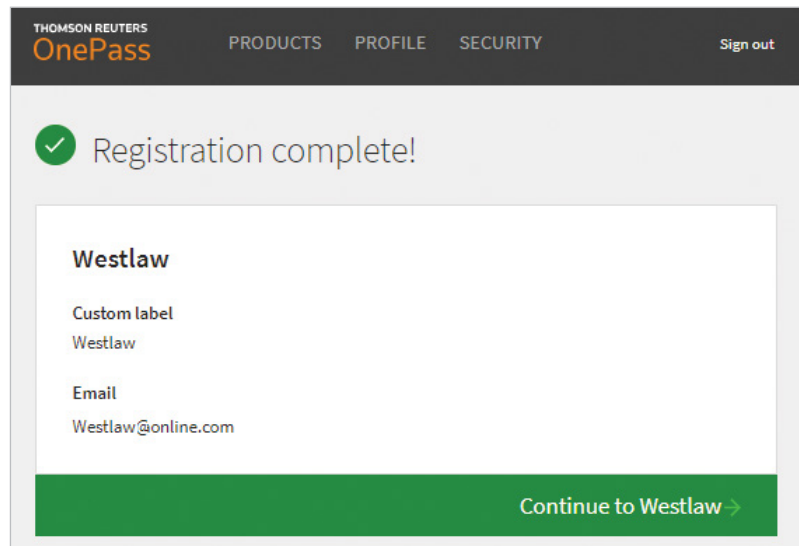 THOMSON REUTERS
OnePass
PRODUCTS PROFILE SECURITY
Sign out
Registration complete!
Westlaw
Custom label
Westlaw
Email
Westlaw@online.com
Continue to Westlaw→